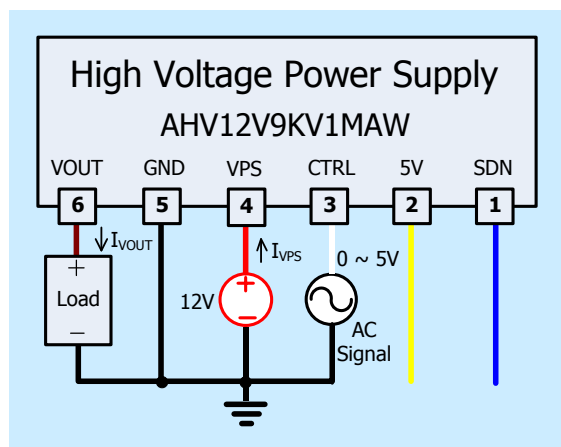 High Voltage Power Supply
AHV12V9KV1MAW
VOUT GND VPS CTRL 5V SDN
6 5 4 3 2 1
IVOUT IVPS 0 ~ 5V
+ Load − 12V + − AC Signal